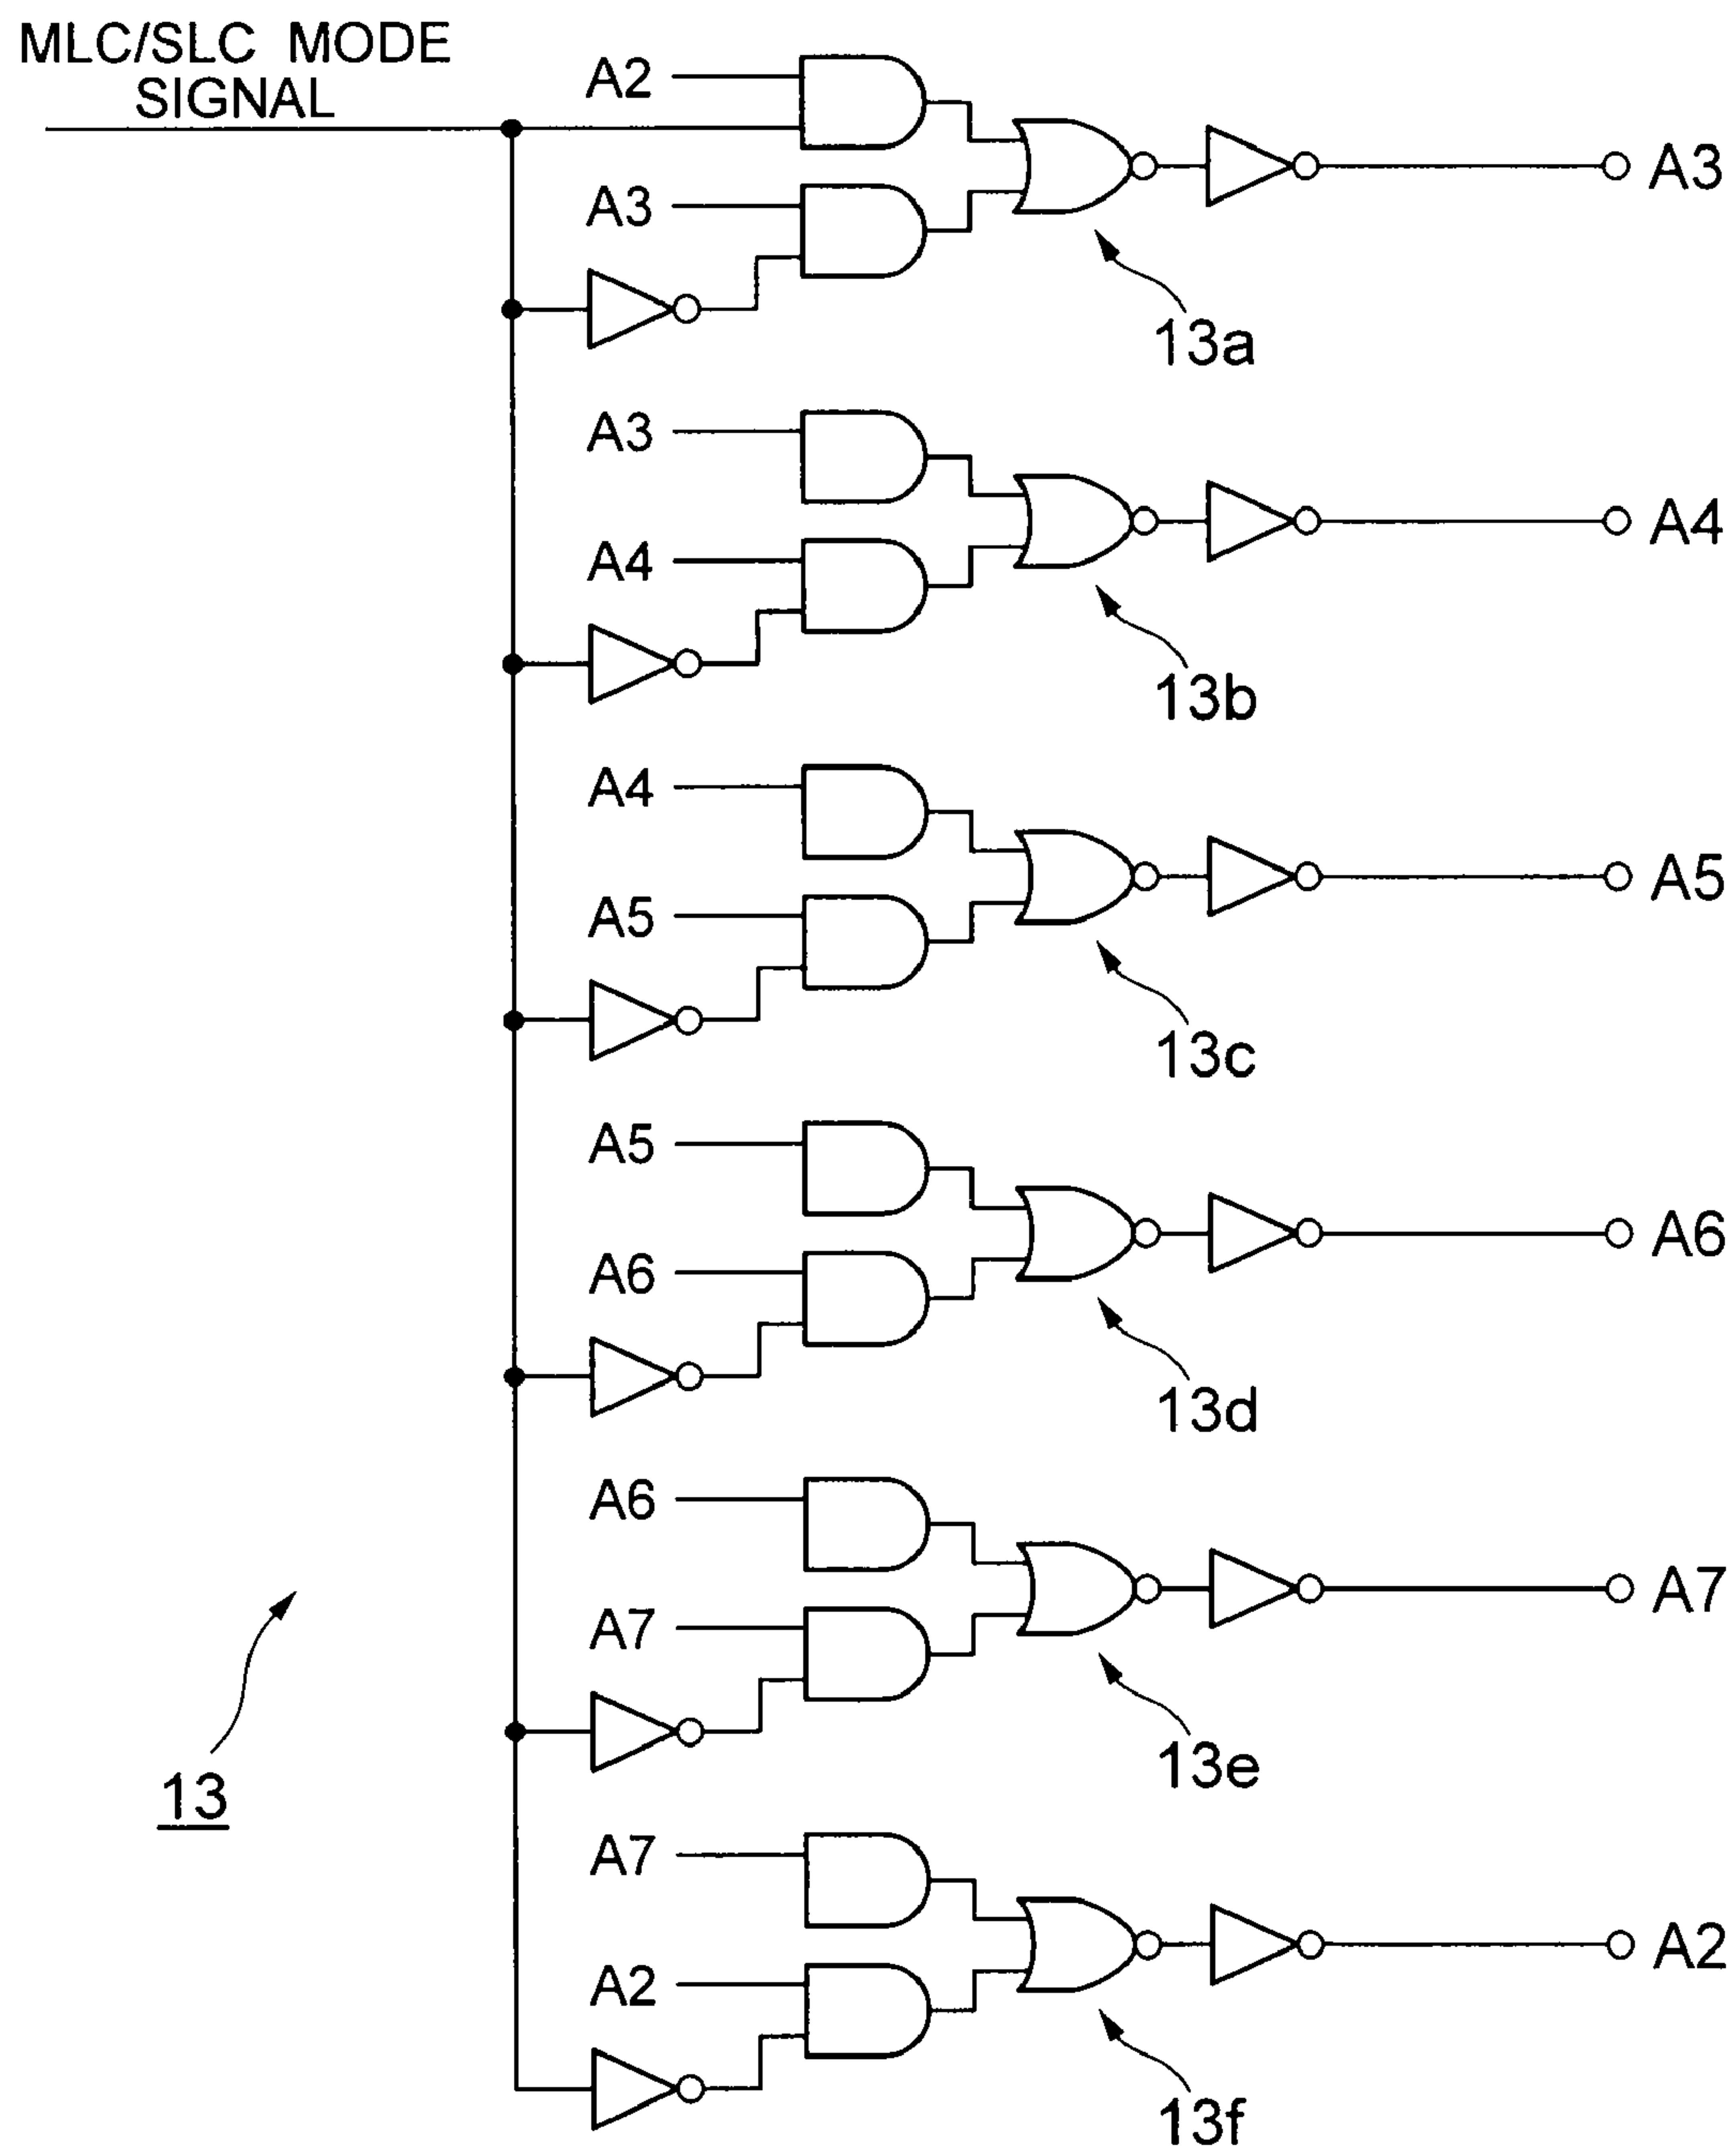 MLC/SLC MODE
SIGNAL
A2
A3
A3
13a
A3
A4
A4
13b
A4
A5
A5
13c
A5
A6
A6
13d
A6
A7
A7
13e
13
A7
A2
A2
13f